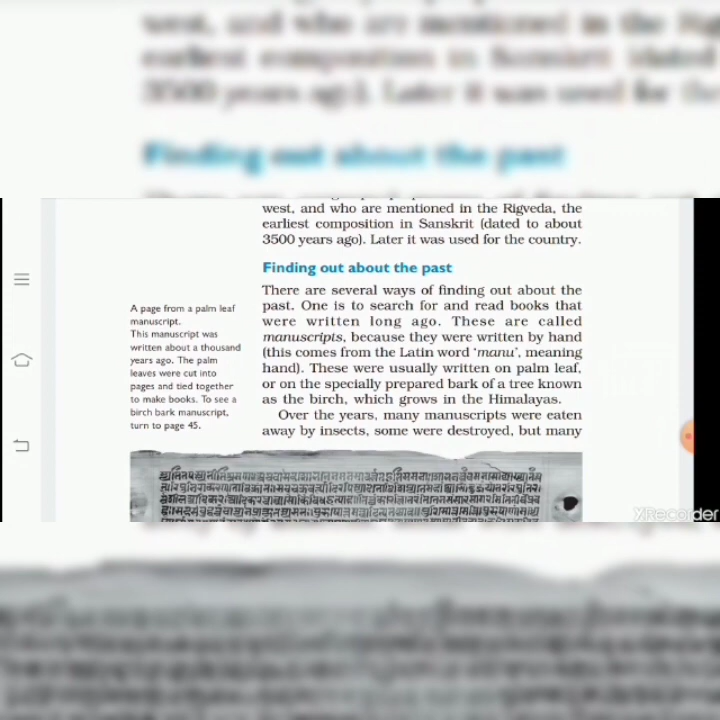 west, and who are mentioned in the Rigveda, the
earliest composition in Sanskrit (dated to about
3500 years ago). Later it was used for the country.
Finding out about the past
There are several ways of finding out about the
past. One is to search for and read books that
were written long ago. These are called
manuscripts, because they were written by hand
(this comes from the Latin word ‘manu’, meaning
hand). These were usually written on palm leaf,
or on the specially prepared bark of a tree known
as the birch, which grows in the Himalayas.
Over the years, many manuscripts were eaten
away by insects, some were destroyed, but many
A page from a palm leaf
manuscript.
This manuscript was
written about a thousand
years ago. The palm
leaves were cut into
pages and tied together
to make books. To see a
birch bark manuscript,
turn to page 45.
XRecorder